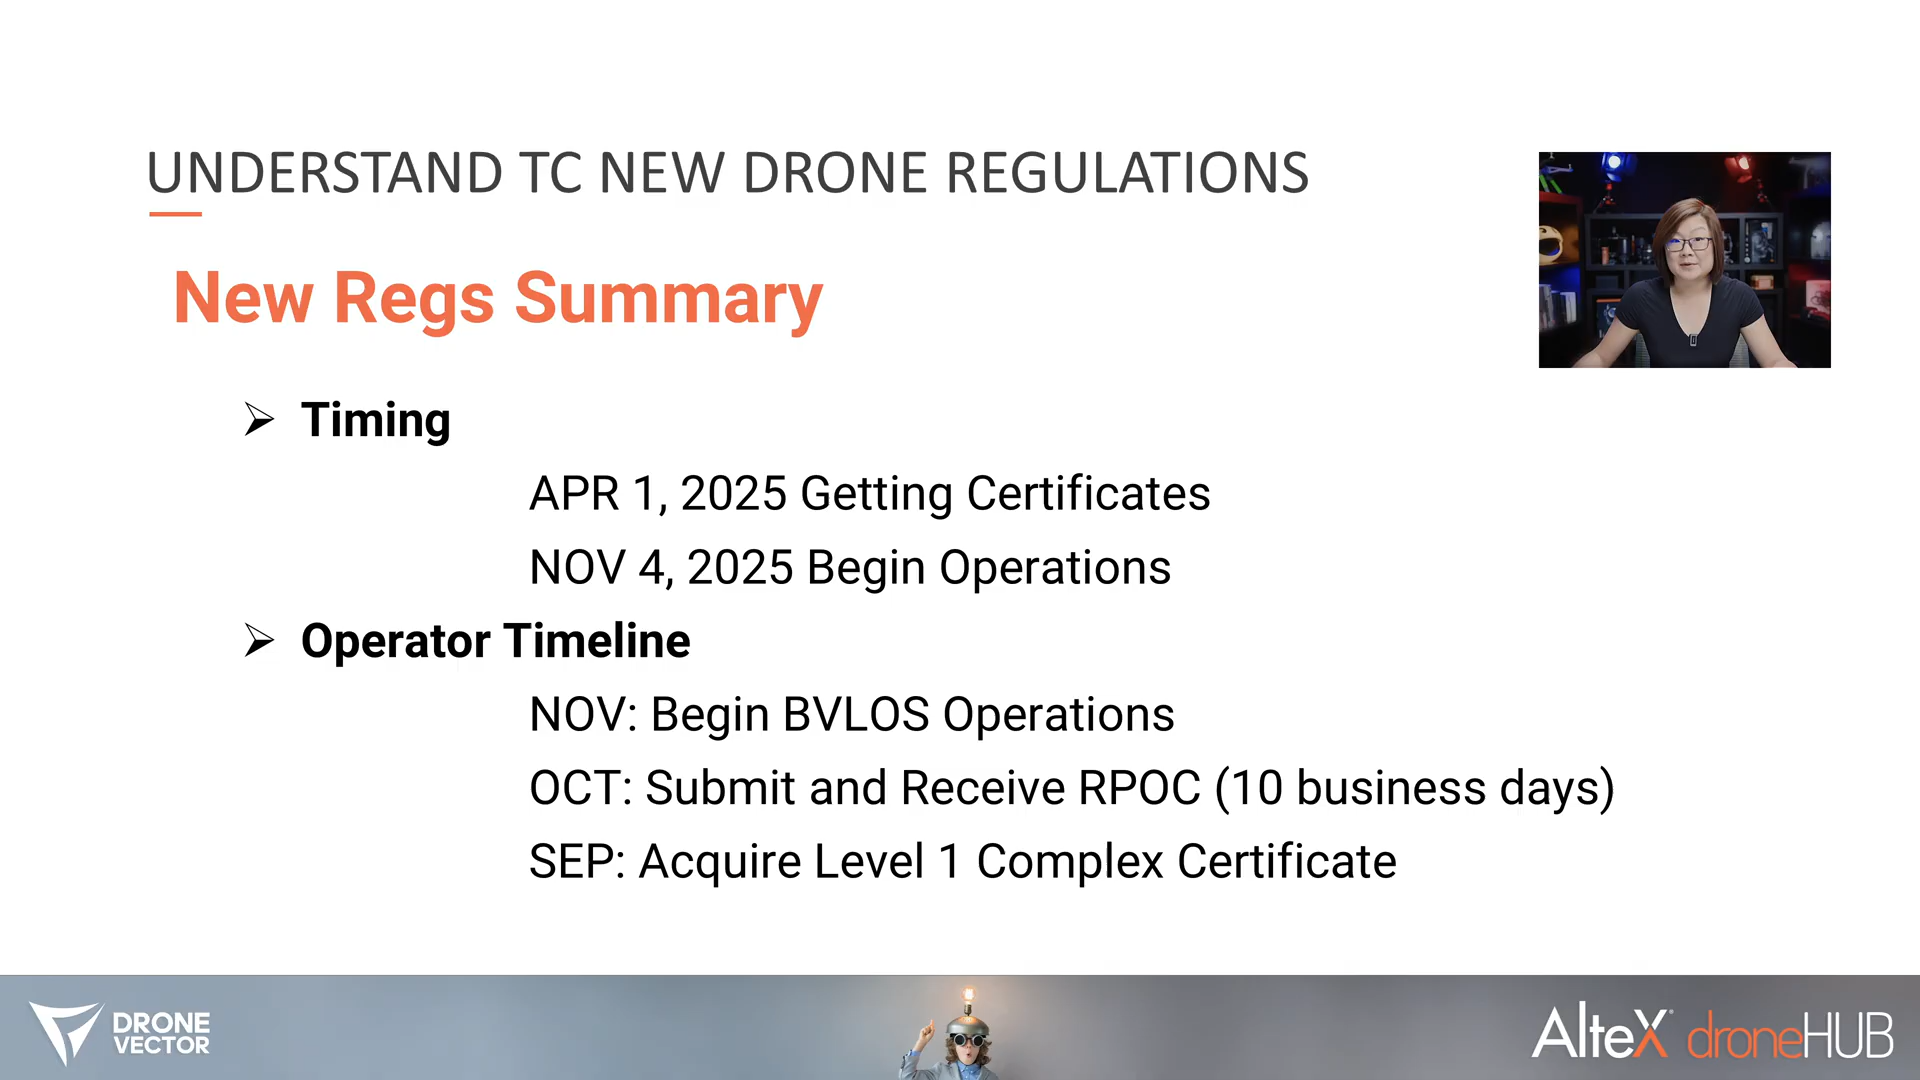 UNDERSTAND TC NEW DRONE REGULATIONS
New Regs Summary
Timing
APR 1, 2025 Getting Certificates
NOV 4, 2025 Begin Operations
Operator Timeline
NOV: Begin BVLOS Operations
OCT: Submit and Receive RPOC (10 business days)
SEP: Acquire Level 1 Complex Certificate
DRONE
VECTOR
AlteX droneHUB